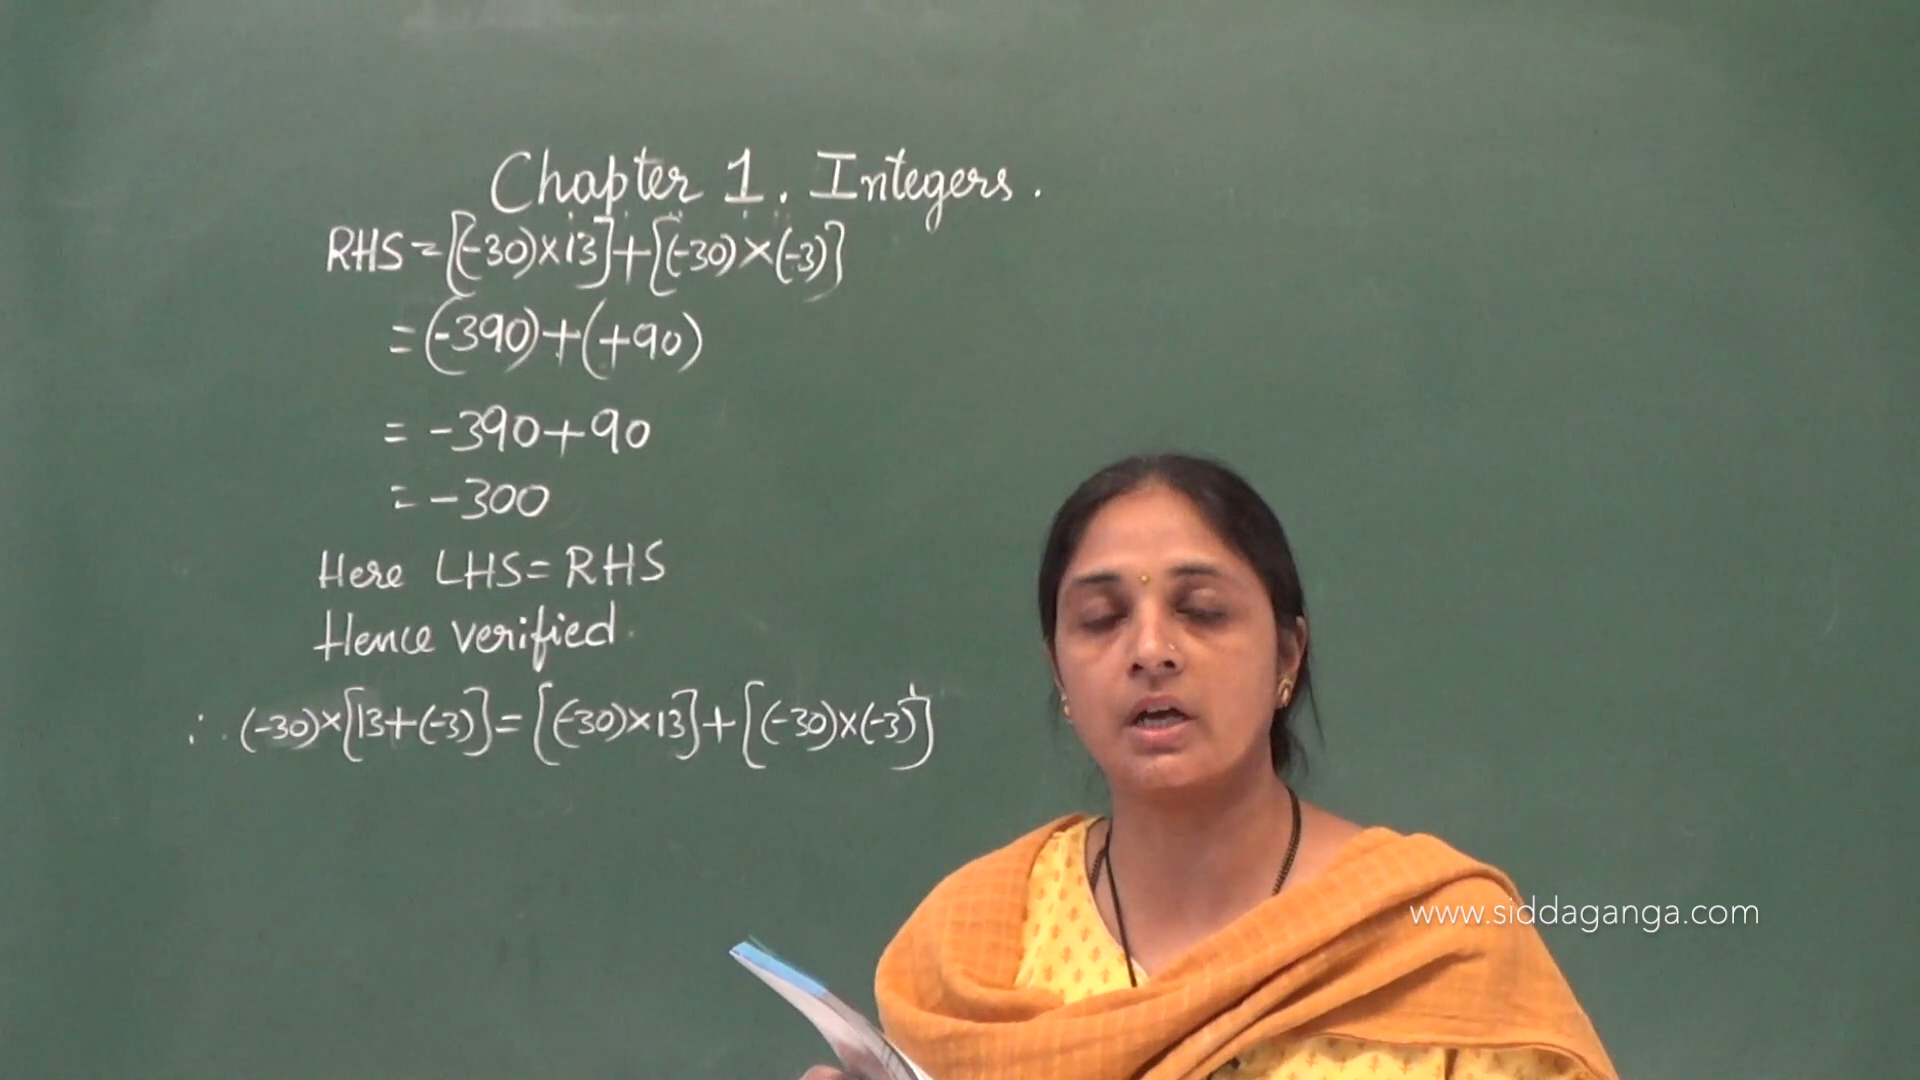 Chapter 1. Integers.
RHS = [(-30)×13]+[(-30)×(-3)]
= (-390)+(+90)
= -390+90
= -300
Here LHS = RHS
Hence verified.
∴ (-30)×[13+(-3)] = [(-30)×13]+[(-30)×(-3)]
www.siddaganga.com